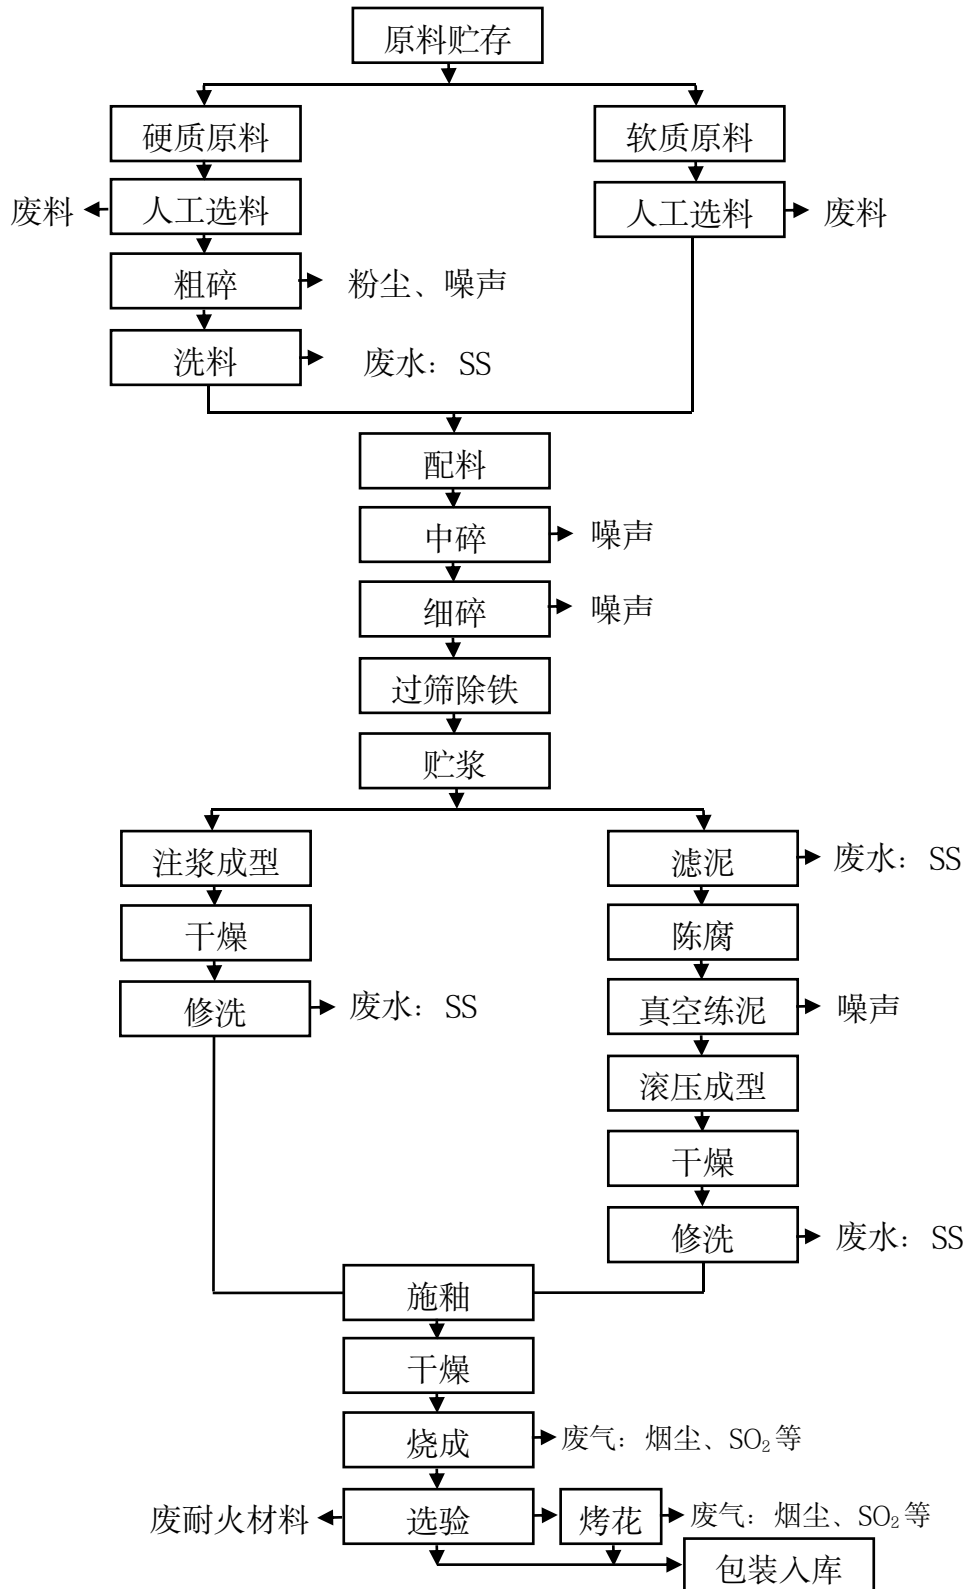 原料贮存
硬质原料
软质原料
废料
人工选料
人工选料
废料
粗碎
粉尘、噪声
洗料
废水：SS
配料
中碎
噪声
细碎
噪声
过筛除铁
贮浆
注浆成型
滤泥
废水：SS
干燥
陈腐
修洗
废水：SS
真空练泥
噪声
滚压成型
干燥
修洗
废水：SS
施釉
干燥
烧成
废气：烟尘、SO₂等
废耐火材料
选验
烤花
废气：烟尘、SO₂等
包装入库